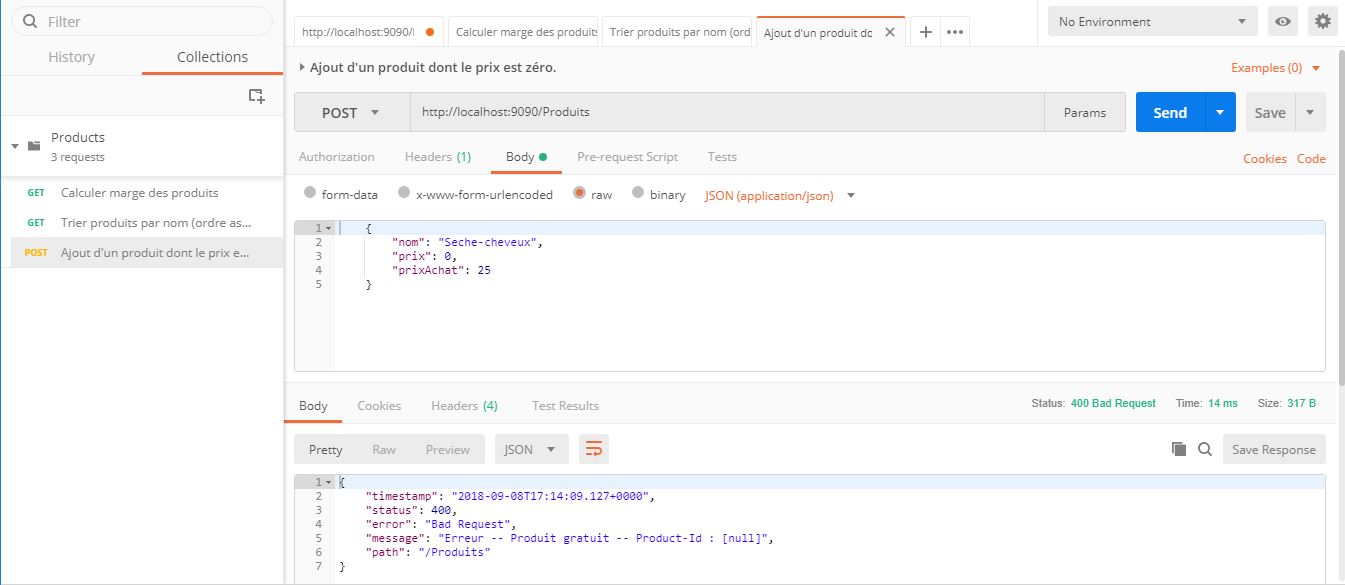 Filter
History Collections
Products
3 requests
GET Calculer marge des produits
GET Trier produits par nom (ordre as...
POST Ajout d'un produit dont le prix e...
http://localhost:9090/ Calculer marge des produits Trier produits par nom (ord Ajout d'un produit dc
No Environment
Ajout d'un produit dont le prix est zéro.
Examples (0)
POST http://localhost:9090/Produits Params Send Save
Authorization Headers (1) Body Pre-request Script Tests Cookies Code
form-data x-www-form-urlencoded raw binary JSON (application/json)
1 {
2 "nom": "Seche-cheveux",
3 "prix": 0,
4 "prixAchat": 25
5 }
Body Cookies Headers (4) Test Results Status: 400 Bad Request Time: 14 ms Size: 317 B
Pretty Raw Preview JSON Save Response
1 {
2 "timestamp": "2018-09-08T17:14:09.127+0000",
3 "status": 400,
4 "error": "Bad Request",
5 "message": "Erreur -- Produit gratuit -- Product-Id : [null]",
6 "path": "/Produits"
7 }